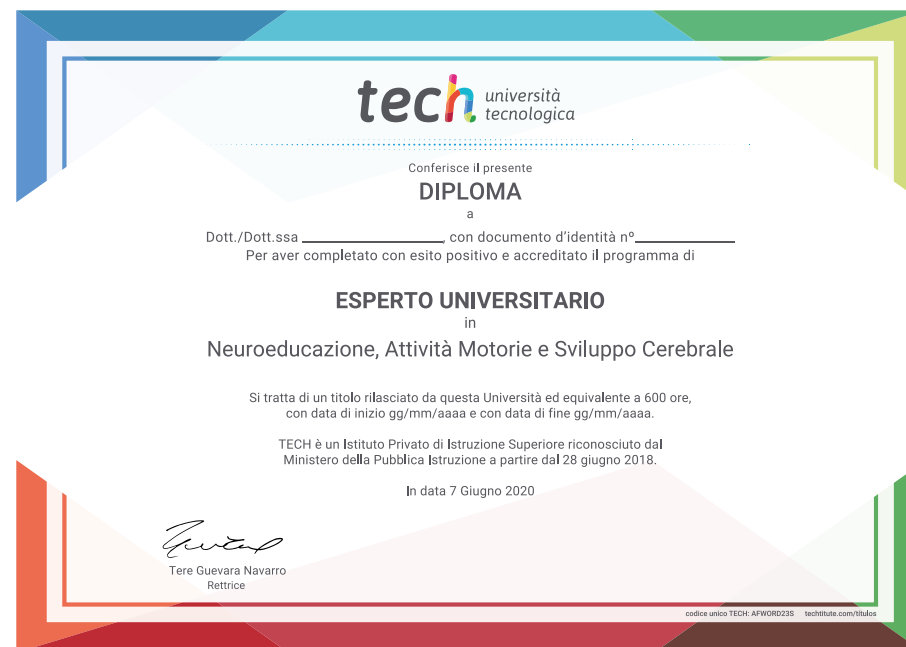 tech università
tecnologica
Conferisce il presente
DIPLOMA
a
Dott./Dott.ssa ____________, con documento d'identità nº____________
Per aver completato con esito positivo e accreditato il programma di
ESPERTO UNIVERSITARIO
in
Neuroeducazione, Attività Motorie e Sviluppo Cerebrale
Si tratta di un titolo rilasciato da questa Università ed equivalente a 600 ore,
con data di inizio gg/mm/aaaa e con data di fine gg/mm/aaaa.
TECH è un Istituto Privato di Istruzione Superiore riconosciuto dal
Ministero della Pubblica Istruzione a partire dal 28 giugno 2018.
In data 7 Giugno 2020
Tere Guevara Navarro
Rettrice
codice unico TECH: AFWORD23S techtitute.com/titulos